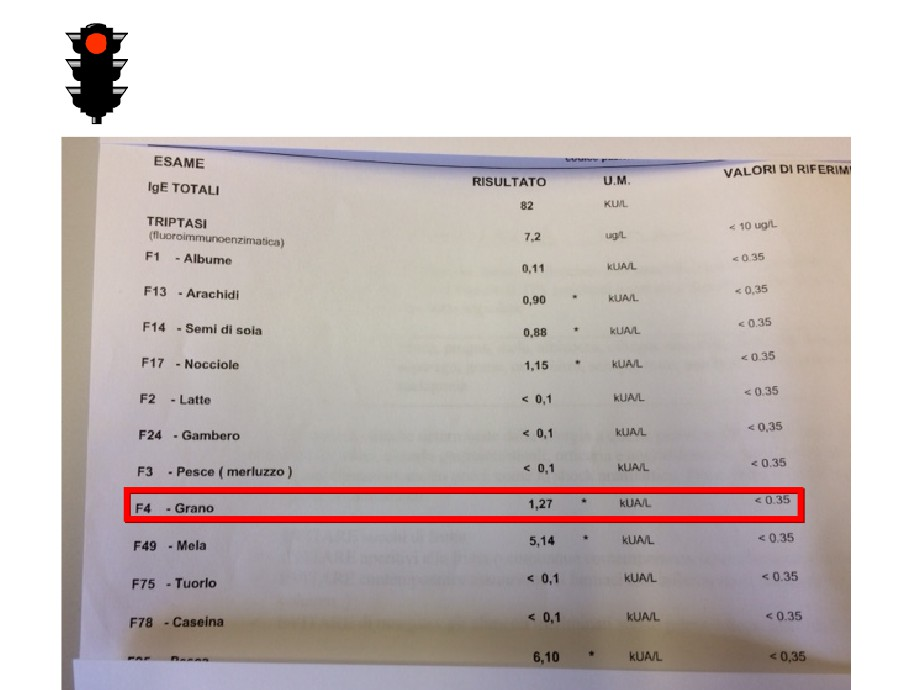 ESAME RISULTATO U.M. VALORI DI RIFERIM
IgE TOTALI 82 KU/L
TRIPTASI 7,2 ug/L < 10 ug/L
(fluoroimmunoenzimatica)
F1 - Albume 0,11 kUA/L < 0.35
F13 - Arachidi 0,90 * kUA/L < 0,35
F14 - Semi di soia 0,88 * kUA/L < 0.35
F17 - Nocciole 1,15 * kUA/L < 0.35
F2 - Latte < 0,1 kUA/L < 0.35
F24 - Gambero < 0,1 kUA/L < 0,35
F3 - Pesce ( merluzzo ) < 0,1 kUA/L < 0.35
F4 - Grano 1,27 * kUA/L < 0.35
F49 - Mela 5,14 * kUA/L < 0.35
F75 - Tuorlo < 0,1 kUA/L < 0.35
F78 - Caseina < 0,1 kUA/L < 0.35
6,10 * kUA/L < 0,35